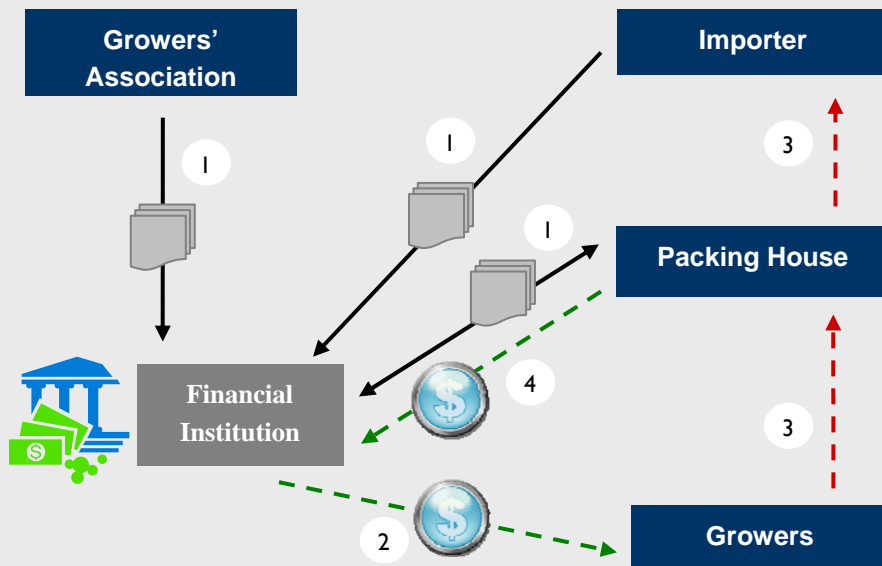 Growers’
Association
Importer
1
1
3
1
Packing House
$
4
Financial
Institution
$
3
$
2
Growers